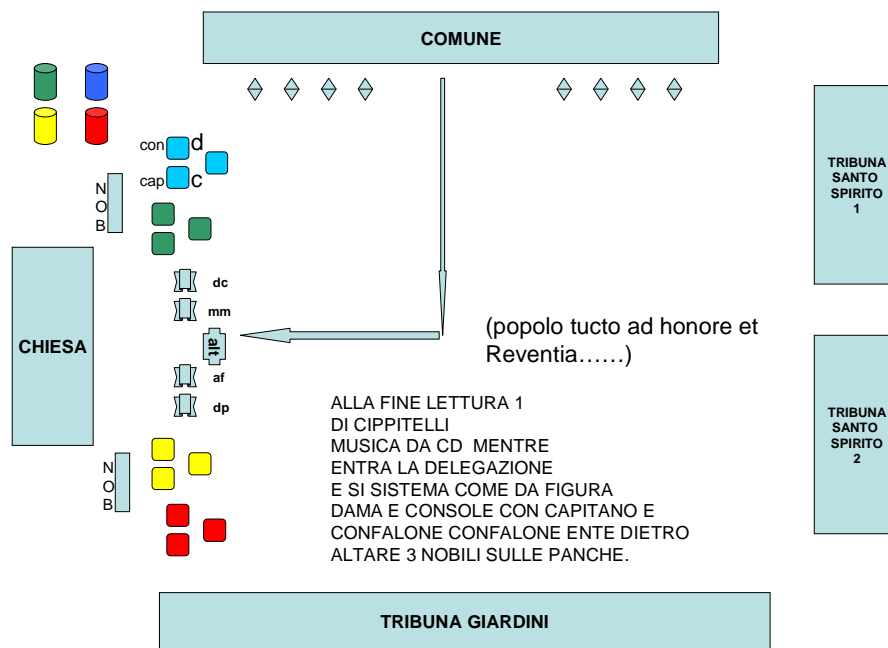 COMUNE
con d
cap c
N
O
B
TRIBUNA
SANTO
SPIRITO
1
dc
mm
CHIESA
alt
(popolo tucto ad honore et
Reventia……)
af
dp
ALLA FINE LETTURA 1
DI CIPPITELLI
MUSICA DA CD MENTRE
ENTRA LA DELEGAZIONE
E SI SISTEMA COME DA FIGURA
DAMA E CONSOLE CON CAPITANO E
CONFALONE CONFALONE ENTE DIETRO
ALTARE 3 NOBILI SULLE PANCHE.
TRIBUNA
SANTO
SPIRITO
2
N
O
B
TRIBUNA GIARDINI